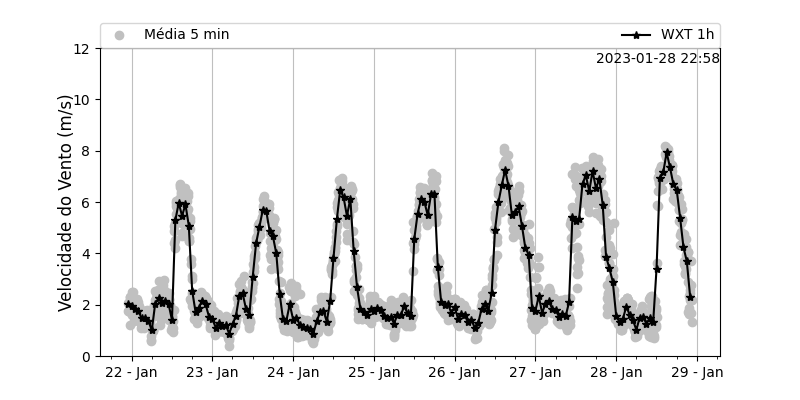 Média 5 min
WXT 1h
2023-01-28 22:58
Velocidade do Vento (m/s)
12
10
8
6
4
2
0
22 - Jan
23 - Jan
24 - Jan
25 - Jan
26 - Jan
27 - Jan
28 - Jan
29 - Jan